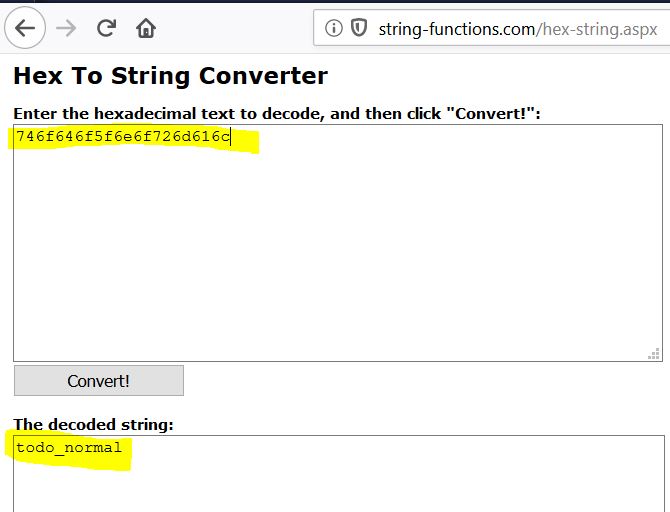 string-functions.com/hex-string.aspx
Hex To String Converter
Enter the hexadecimal text to decode, and then click "Convert!":
746f646f5f6e6f726d616c
Convert!
The decoded string:
todo_normal